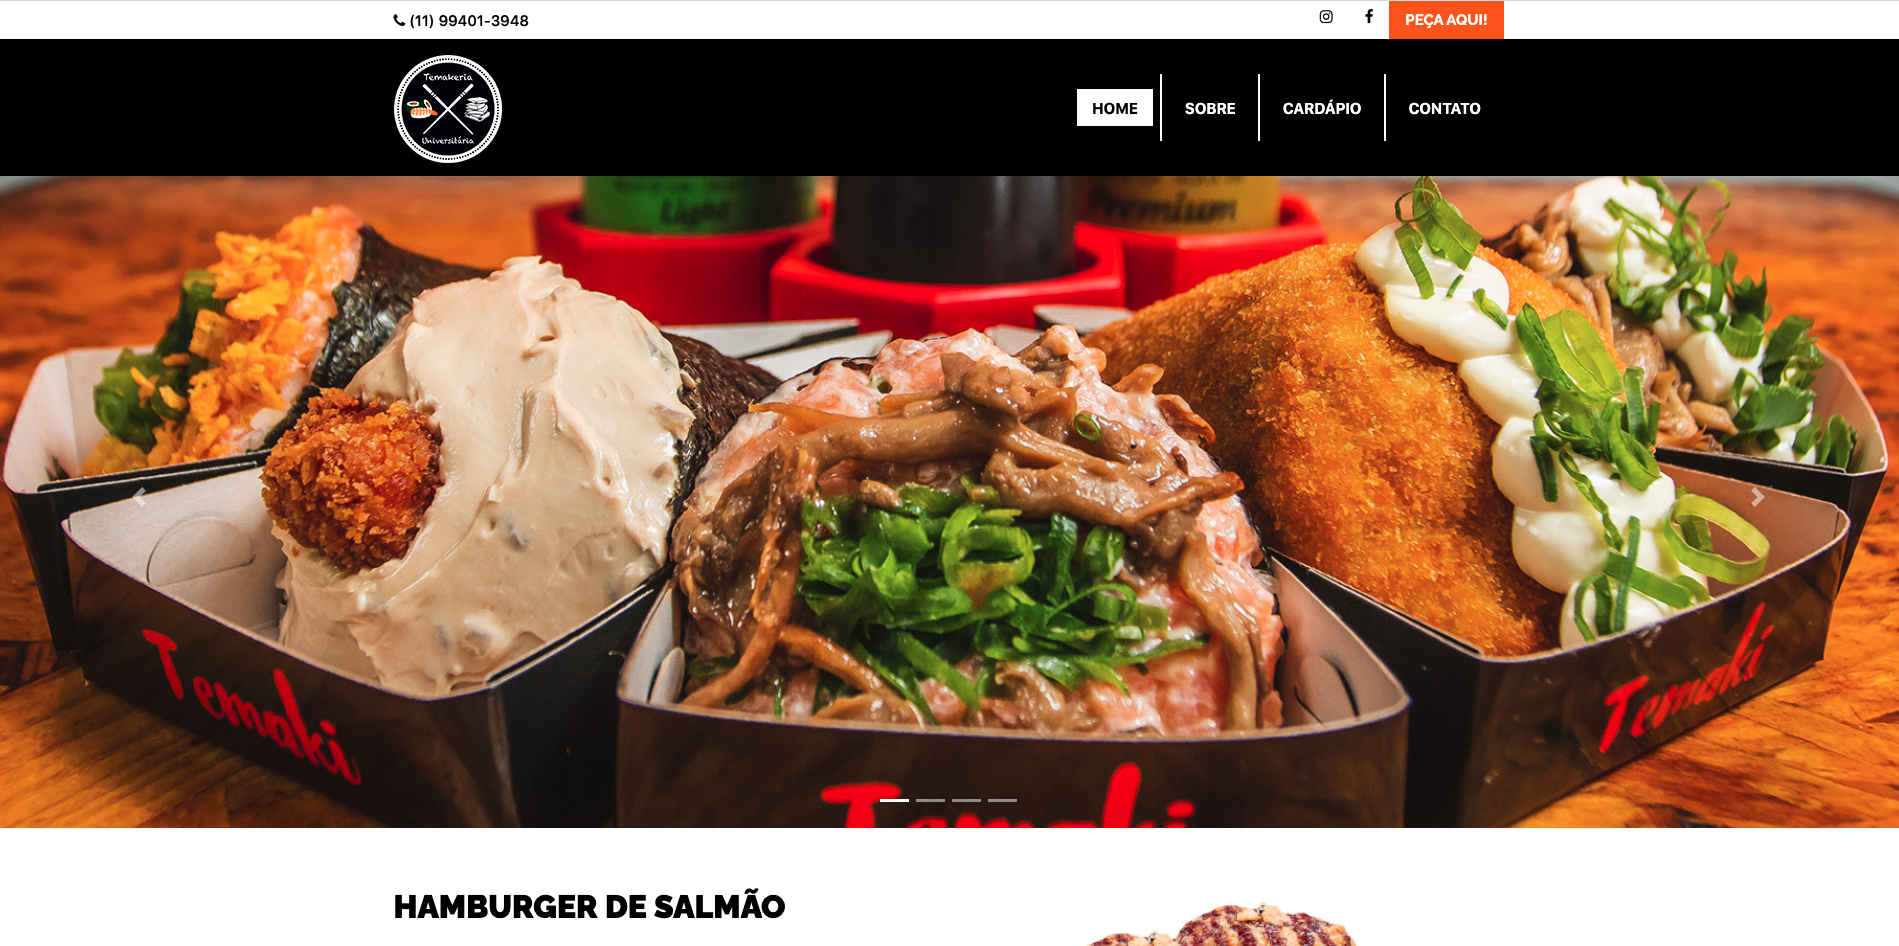 (11) 99401-3948
PEÇA AQUI!
Temakeria
Universitária
HOME
SOBRE
CARDÁPIO
CONTATO
Light
Premium
Temaki
Temaki
Temaki
HAMBURGER DE SALMÃO